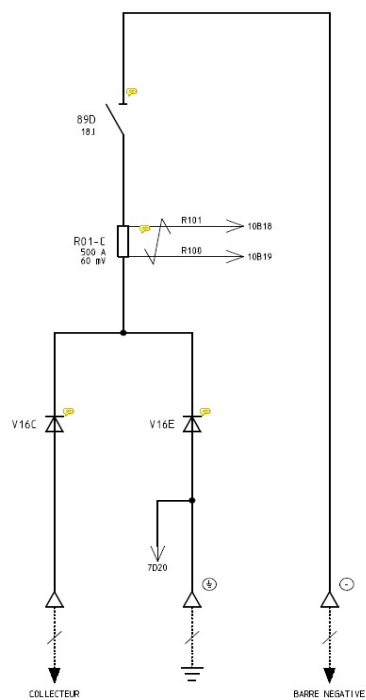 89D
18J
R101
10B18
R01-C
500 A
60 mV
R100
10B19
V16C
V16E
7D20
-
COLLECTEUR
BARRE NEGATIVE